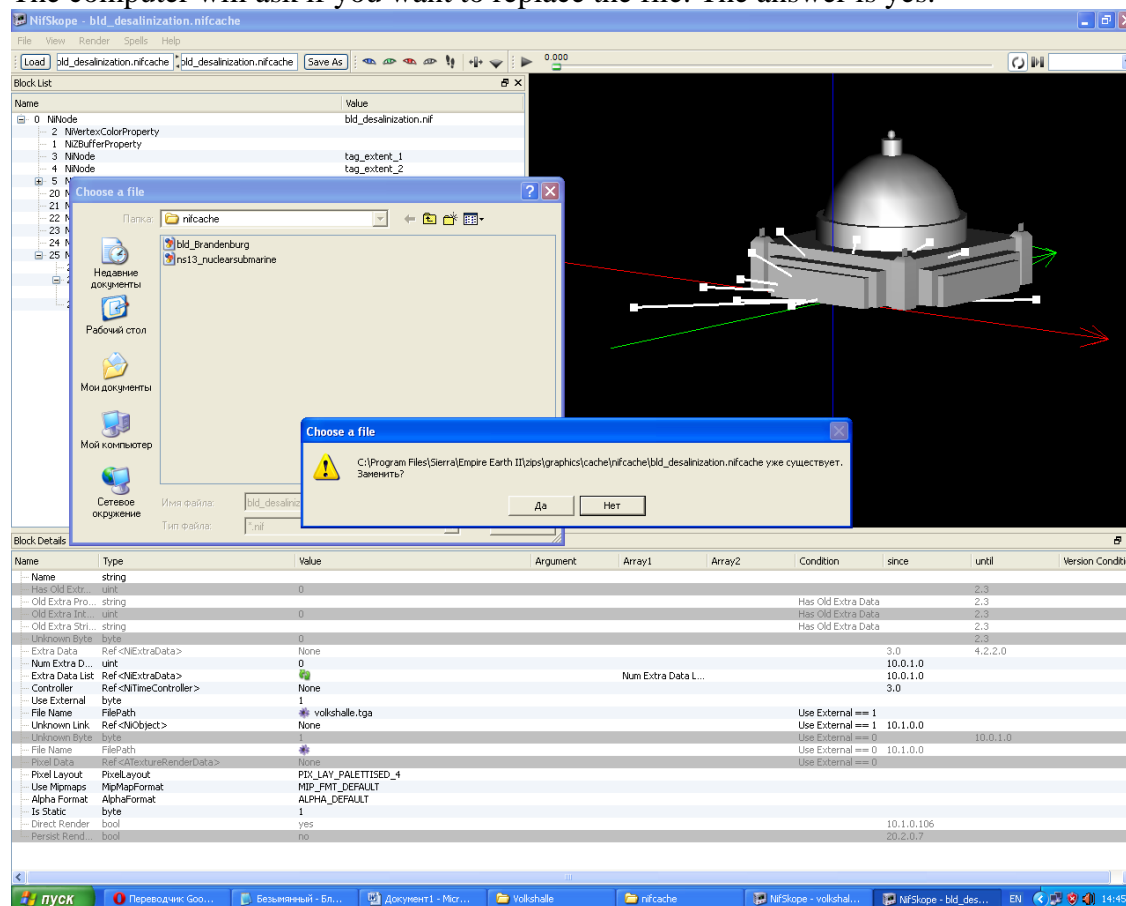 The computer will ask if you want to replace the file. The answer is yes.
NifSkope - bld_desalinization.nifcache
File View Render Spells Help
Load bld_desalinization.nifcache bld_desalinization.nifcache Save As 0.000
Block List
Name Value
0 NiNode bld_desalinization.nif
2 NiVertexColorProperty
1 NiZBufferProperty
3 NiNode tag_extent_1
4 NiNode tag_extent_2
5 N
20 N
21 N
22 N
23 N
24 N
25 N
Choose a file
Папка: nifcache
bld_Brandenburg
ns13_nuclearsubmarine
Недавние документы
Рабочий стол
Мои документы
Мой компьютер
Сетевое окружение
Имя файла: bld_desaliniz
Тип файла: *.nif
Choose a file
C:\Program Files\Sierra\Empire Earth II\zips\graphics\cache\nifcache\bld_desalinization.nifcache уже существует.
Заменить?
Да Нет
Block Details
Name Type Value Argument Array1 Array2 Condition since until Version Conditi
Name string
Has Old Extr... uint 0 2.3
Old Extra Pro... string Has Old Extra Data 2.3
Old Extra Int... uint 0 Has Old Extra Data 2.3
Old Extra Stri... string Has Old Extra Data 2.3
Unknown Byte byte 0 2.3
Extra Data Ref<NiExtraData> None 3.0 4.2.2.0
Num Extra D... uint 0 10.0.1.0
Extra Data List Ref<NiExtraData> Num Extra Data L... 10.0.1.0
Controller Ref<NiTimeController> None 3.0
Use External byte 1
File Name FilePath volkshalle.tga Use External == 1
Unknown Link Ref<NiObject> None Use External == 1 10.1.0.0
Unknown Byte byte 1 Use External == 0 10.0.1.0
File Name FilePath Use External == 0 10.1.0.0
Pixel Data Ref<ATextureRenderData> None Use External == 0
Pixel Layout PixelLayout PIX_LAY_PALETTISED_4
Use Mipmaps MipMapFormat MIP_FMT_DEFAULT
Alpha Format AlphaFormat ALPHA_DEFAULT
Is Static byte 1
Direct Render bool yes 10.1.0.106
Persist Rend... bool no 20.2.0.7
пуск Переводчик Goo... Безымянный - Бл... Документ1 - Micr... Volkshalle nifcache NifSkope - volkshal... NifSkope - bld_des... EN 14:45